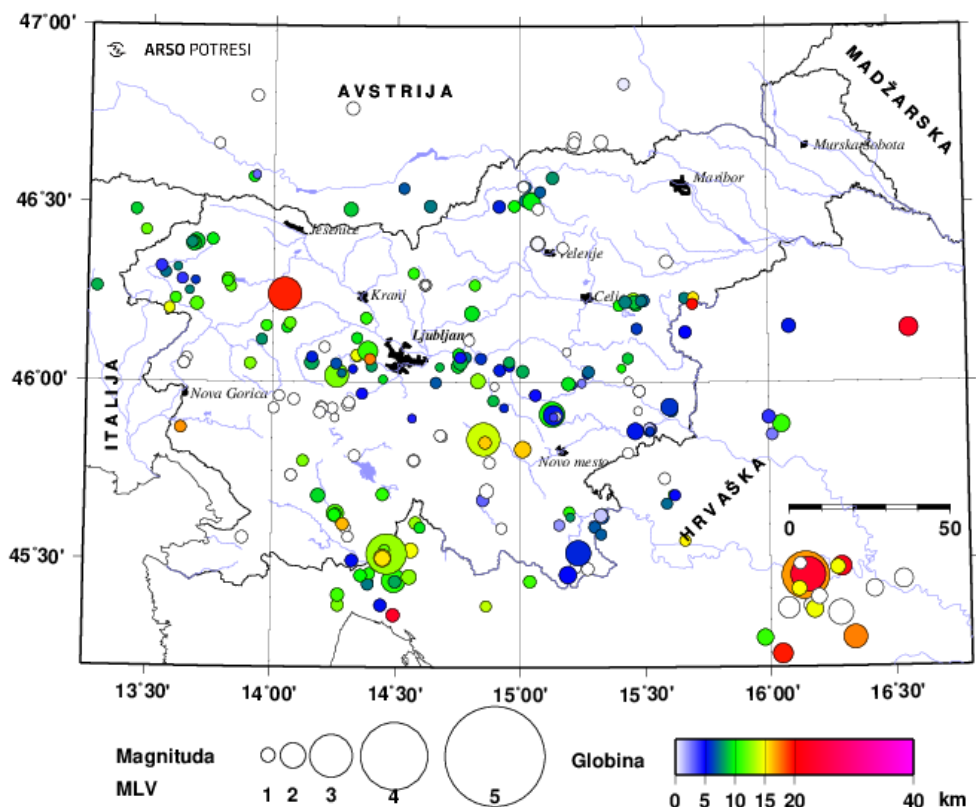 47°00'
ARSO POTRESI
AVSTRIJA
MADŽARSKA
Murska Sobota
Maribor
46°30'
Jesenice
Velenje
Kranj
Celje
Ljubljana
46°00'
ITALIJA
Nova Gorica
Novo mesto
HRVAŠKA
0 50
45°30'
13°30' 14°00' 14°30' 15°00' 15°30' 16°00' 16°30'
Magnituda
MLV
1 2 3 4 5
Globina
0 5 10 15 20 40 km